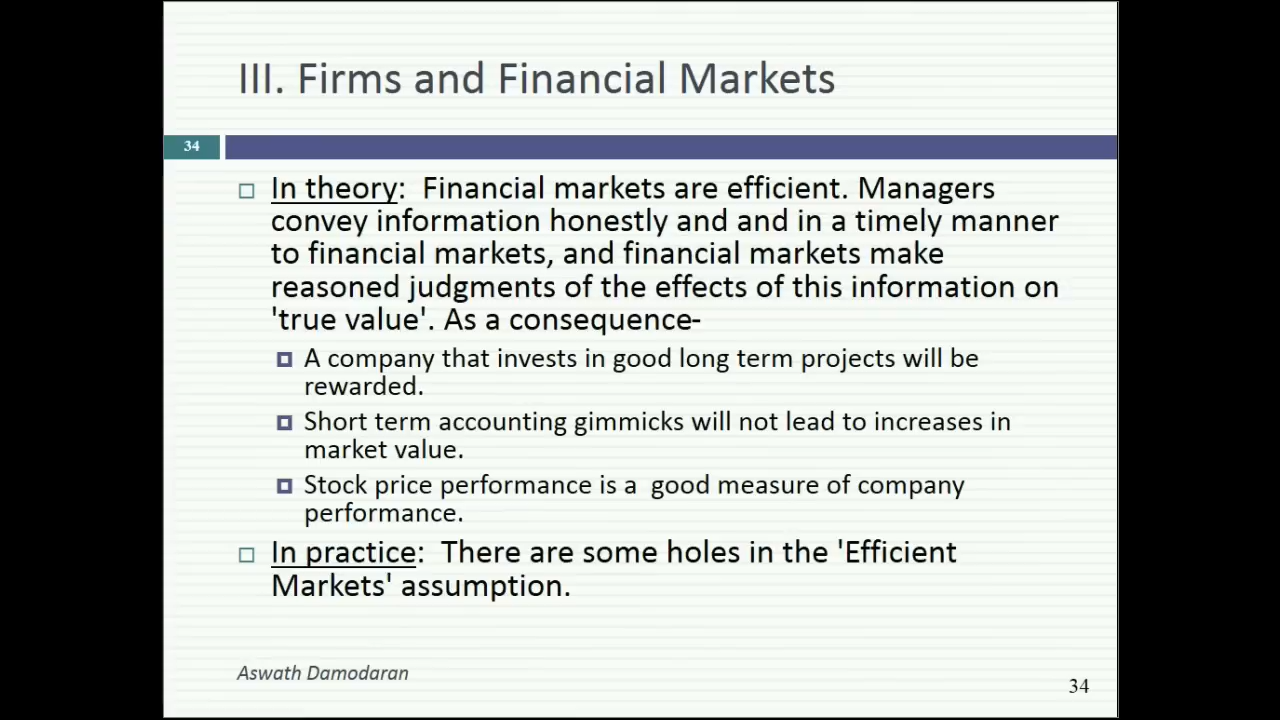 III. Firms and Financial Markets
34
In theory:  Financial markets are efficient. Managers
convey information honestly and and in a timely manner
to financial markets, and financial markets make
reasoned judgments of the effects of this information on
'true value'. As a consequence-
A company that invests in good long term projects will be
rewarded.
Short term accounting gimmicks will not lead to increases in
market value.
Stock price performance is a  good measure of company
performance.
In practice:  There are some holes in the 'Efficient
Markets' assumption.
Aswath Damodaran
34